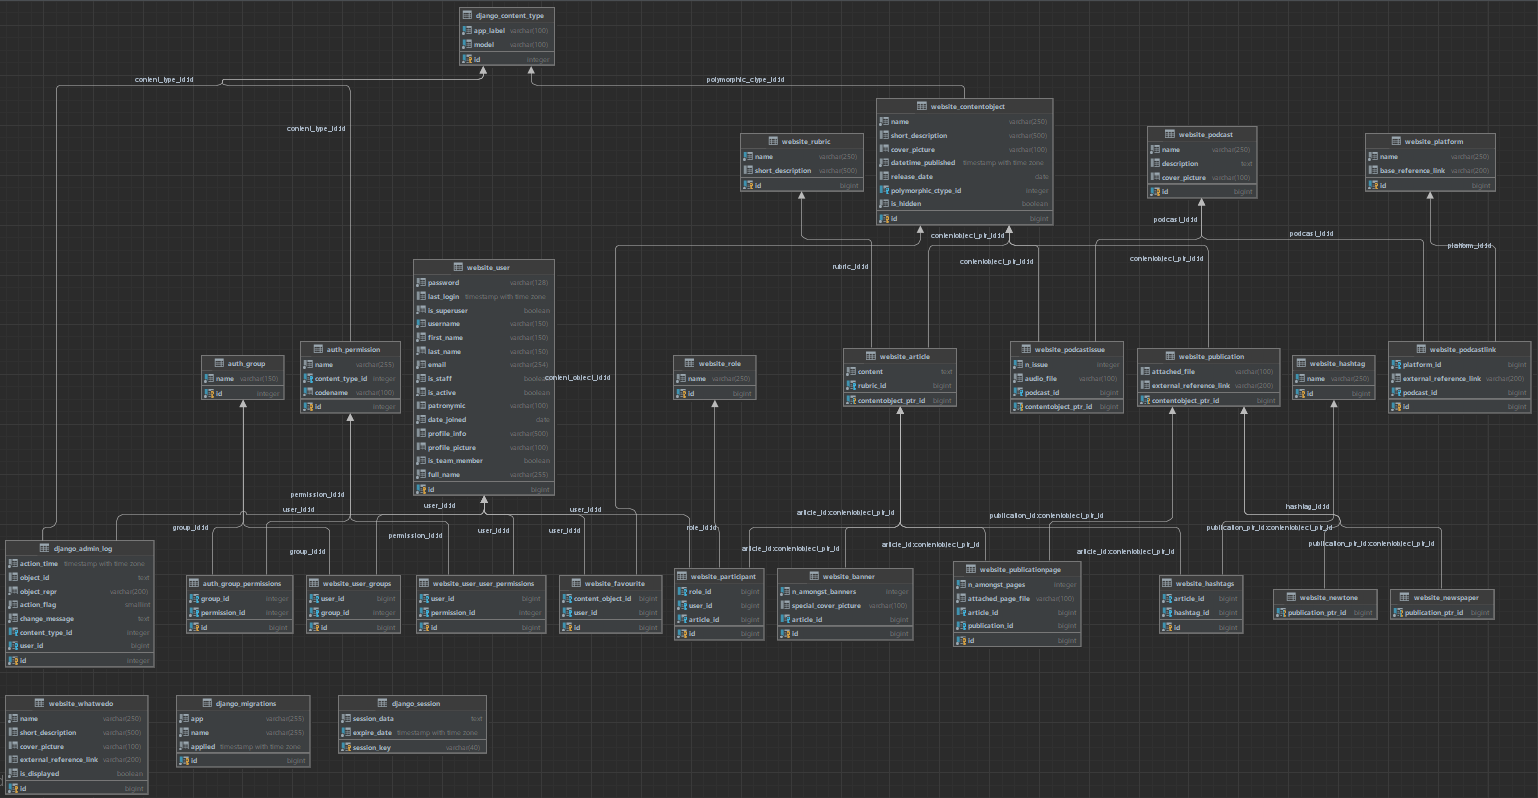 django_content_type
app_label varchar(100)
model varchar(100)
id integer
content_type_id:id
polymorphic_ctype_id:id
content_type_id:id
website_contentobject
name varchar(250)
short_description varchar(500)
cover_picture varchar(100)
datetime_published timestamp with time zone
release_date date
polymorphic_ctype_id integer
is_hidden boolean
id bigint
website_rubric
name varchar(250)
short_description varchar(500)
id bigint
website_podcast
name varchar(250)
description text
cover_picture varchar(100)
id bigint
website_platform
name varchar(250)
base_reference_link varchar(200)
id bigint
podcast_id:id
contentobject_ptr_id:id
podcast_id:id
platform_id:id
rubric_id:id
contentobject_ptr_id:id
contentobject_ptr_id:id
website_user
password varchar(128)
last_login timestamp with time zone
is_superuser boolean
username varchar(150)
first_name varchar(150)
last_name varchar(150)
email varchar(254)
is_staff boolean
is_active boolean
patronymic varchar(100)
date_joined date
profile_info varchar(500)
profile_picture varchar(100)
is_team_member boolean
full_name varchar(255)
id bigint
content_object_id:id
auth_group
name varchar(150)
id integer
auth_permission
name varchar(255)
content_type_id integer
codename varchar(100)
id integer
website_role
name varchar(250)
id bigint
website_article
content text
rubric_id bigint
contentobject_ptr_id bigint
website_podcastissue
n_issue integer
audio_file varchar(100)
podcast_id bigint
contentobject_ptr_id bigint
website_publication
attached_file varchar(100)
external_reference_link varchar(200)
contentobject_ptr_id bigint
website_hashtag
name varchar(250)
id bigint
website_podcastlink
platform_id bigint
external_reference_link varchar(200)
podcast_id bigint
id bigint
permission_id:id
user_id:id
user_id:id
user_id:id
group_id:id
group_id:id
permission_id:id
user_id:id
user_id:id
role_id:id
article_id:contentobject_ptr_id
article_id:contentobject_ptr_id
article_id:contentobject_ptr_id
publication_id:contentobject_ptr_id
article_id:contentobject_ptr_id
hashtag_id:id
publication_ptr_id:contentobject_ptr_id
publication_ptr_id:contentobject_ptr_id
django_admin_log
action_time timestamp with time zone
object_id text
object_repr varchar(200)
action_flag smallint
change_message text
content_type_id integer
user_id bigint
id integer
auth_group_permissions
group_id integer
permission_id integer
id bigint
website_user_groups
user_id bigint
group_id integer
id bigint
website_user_user_permissions
user_id bigint
permission_id integer
id bigint
website_favourite
content_object_id bigint
user_id bigint
id bigint
website_participant
role_id bigint
user_id bigint
article_id bigint
id bigint
website_banner
n_amongst_banners integer
special_cover_picture varchar(100)
article_id bigint
id bigint
website_publicationpage
n_amongst_pages integer
attached_page_file varchar(100)
article_id bigint
publication_id bigint
id bigint
website_hashtags
article_id bigint
hashtag_id bigint
id bigint
website_newtone
publication_ptr_id bigint
website_newspaper
publication_ptr_id bigint
website_whatwedo
name varchar(250)
short_description varchar(500)
cover_picture varchar(100)
external_reference_link varchar(200)
is_displayed boolean
id bigint
django_migrations
app varchar(255)
name varchar(255)
applied timestamp with time zone
id bigint
django_session
session_data text
expire_date timestamp with time zone
session_key varchar(40)